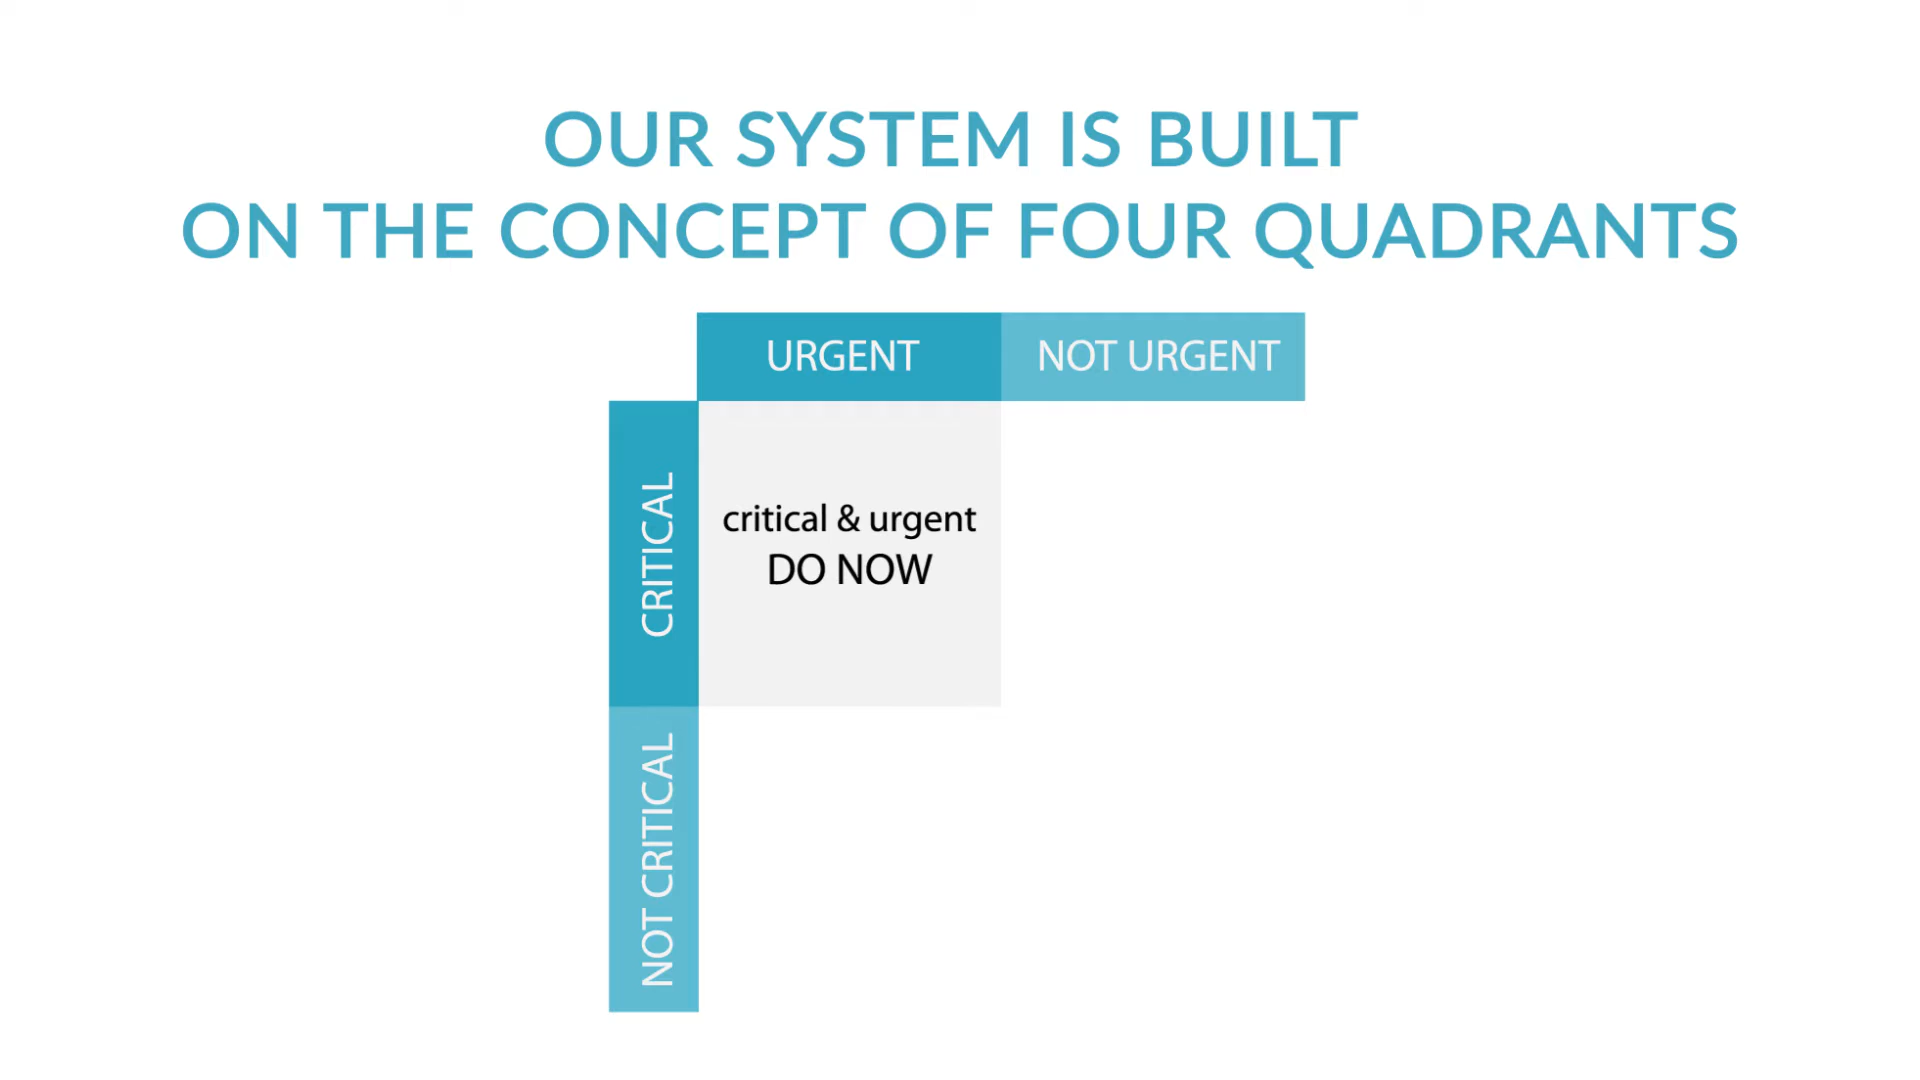 OUR SYSTEM IS BUILT
ON THE CONCEPT OF FOUR QUADRANTS
URGENT
NOT URGENT
CRITICAL
critical & urgent
DO NOW
NOT CRITICAL